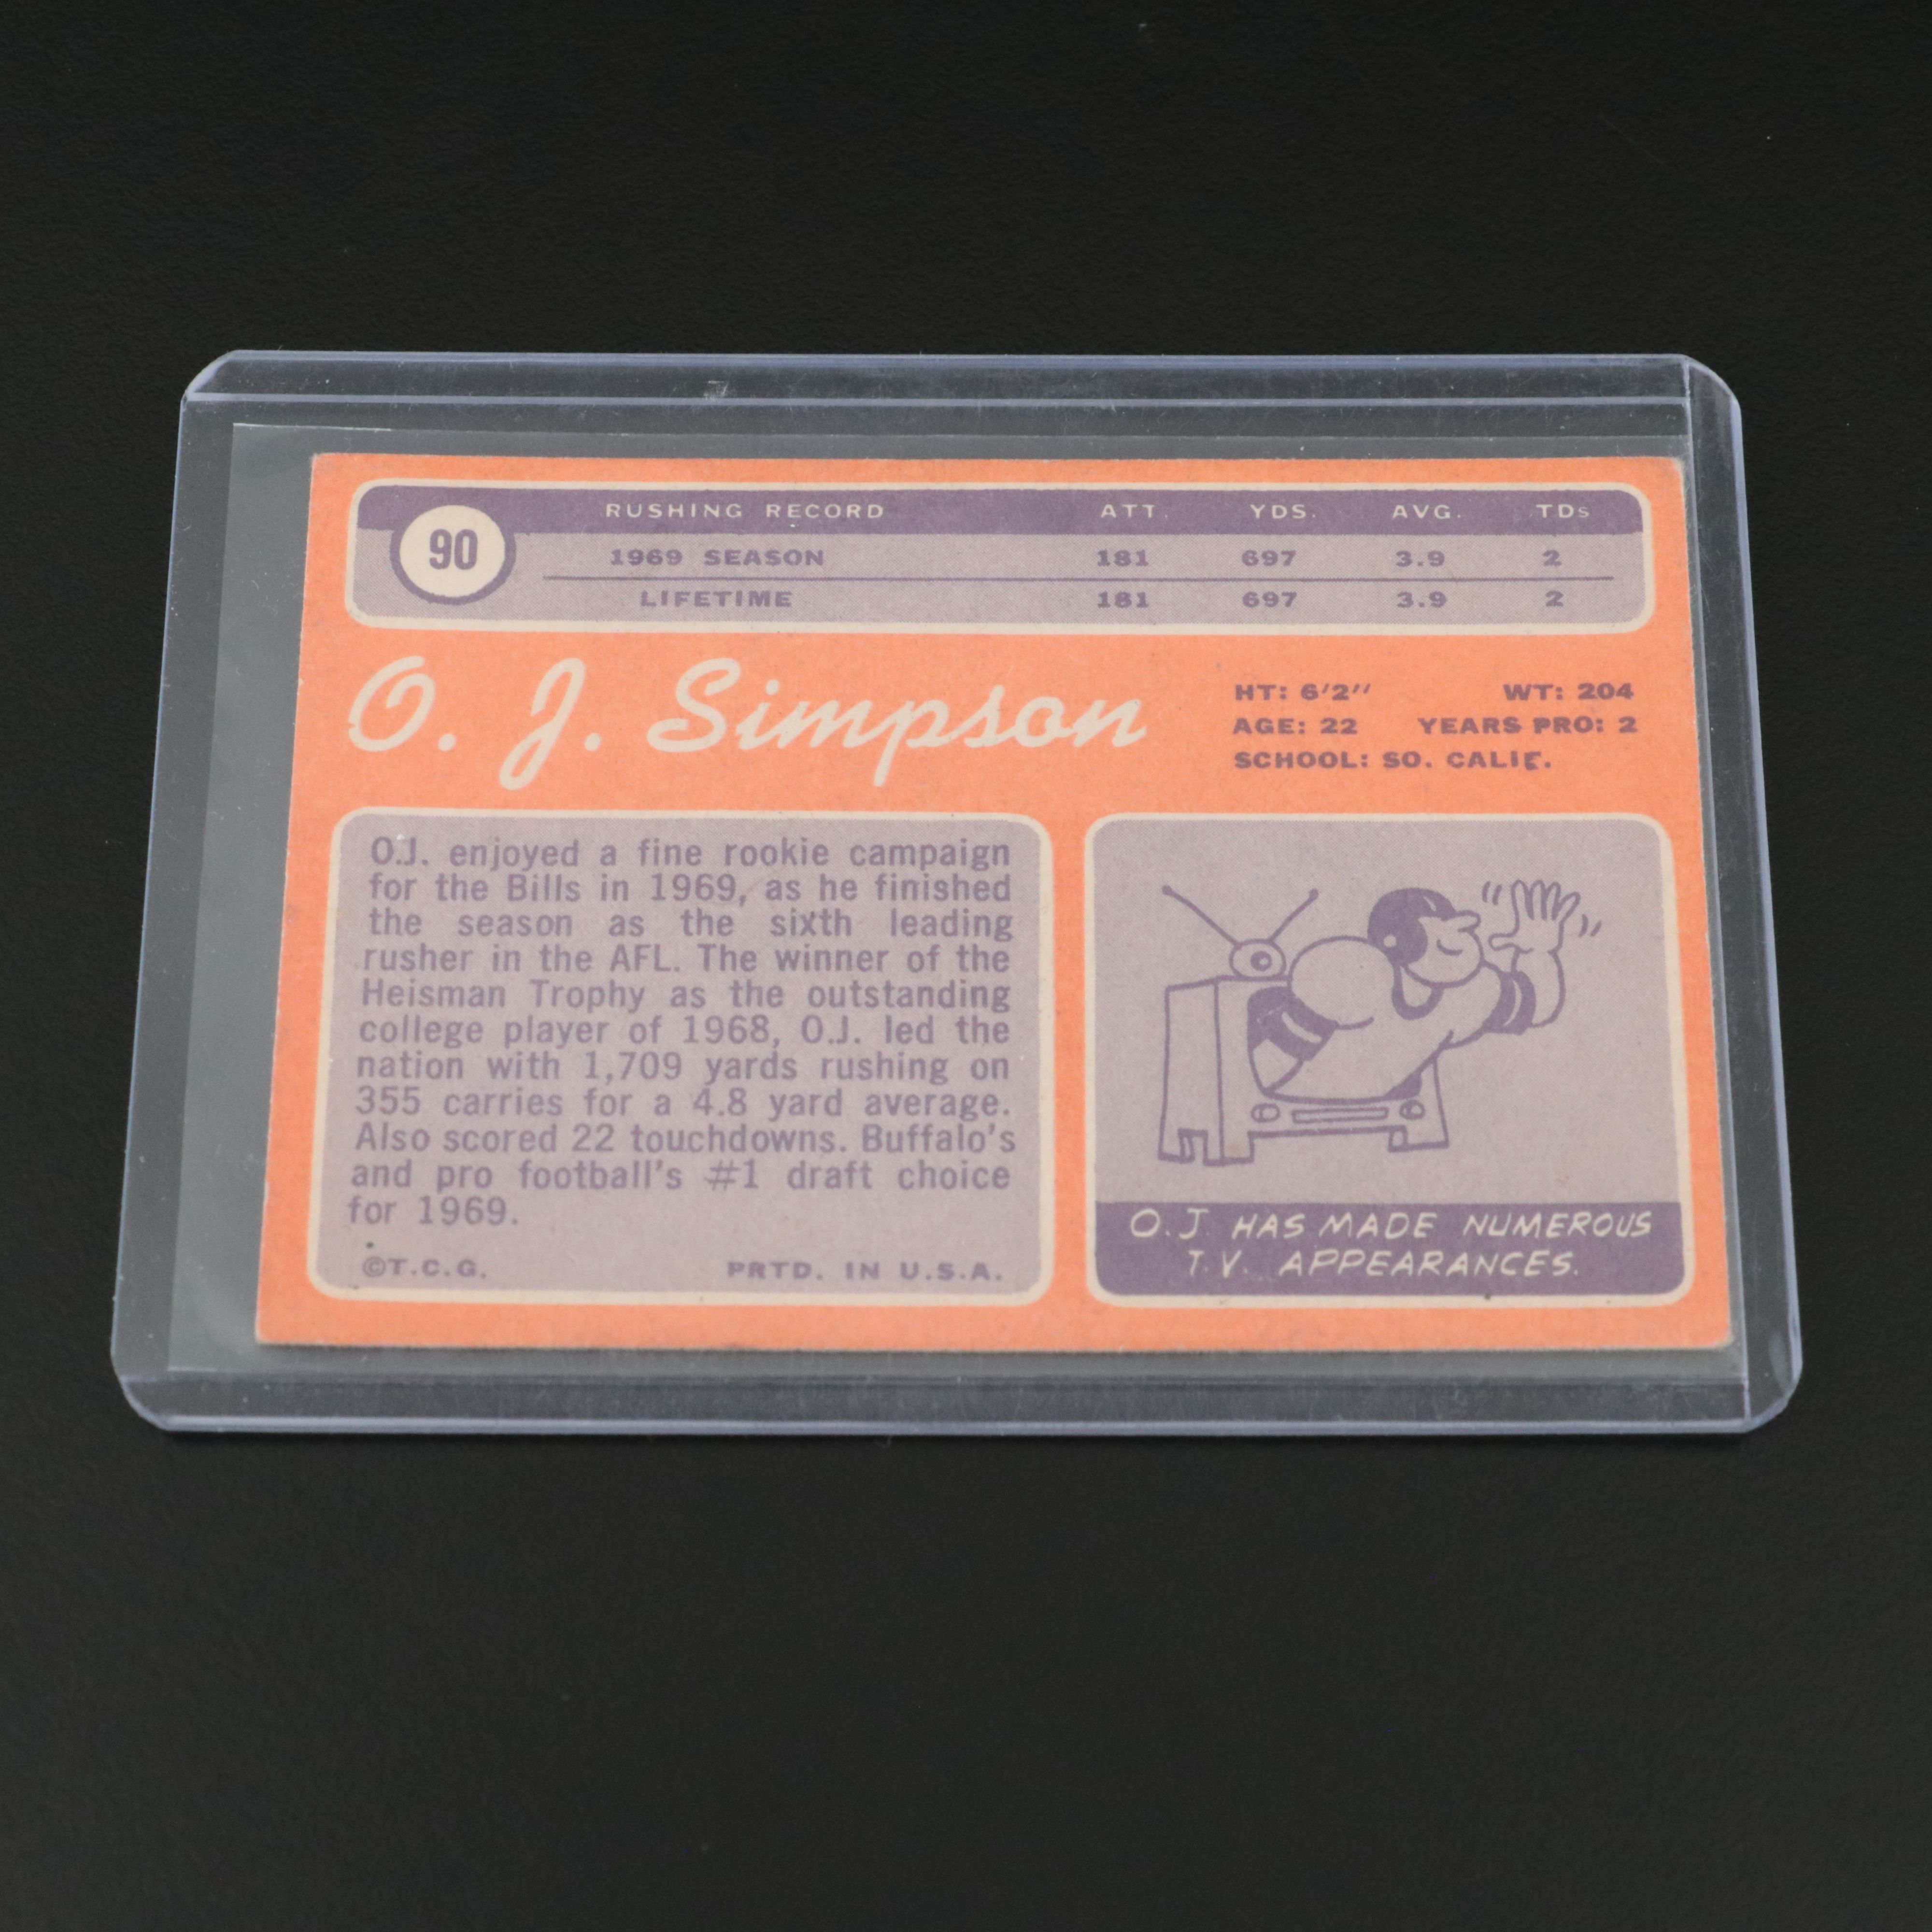 90
RUSHING RECORD ATT. YDS. AVG. TDs
1969 SEASON 181 697 3.9 2
LIFETIME 181 697 3.9 2
O. J. Simpson
HT: 6'2" WT: 204
AGE: 22 YEARS PRO: 2
SCHOOL: SO. CALIF.
O.J. enjoyed a fine rookie campaign
for the Bills in 1969, as he finished
the season as the sixth leading
rusher in the AFL. The winner of the
Heisman Trophy as the outstanding
college player of 1968, O.J. led the
nation with 1,709 yards rushing on
355 carries for a 4.8 yard average.
Also scored 22 touchdowns. Buffalo's
and pro football's #1 draft choice
for 1969.
©T.C.G. PRTD. IN U.S.A.
O.J HAS MADE NUMEROUS
T.V. APPEARANCES.